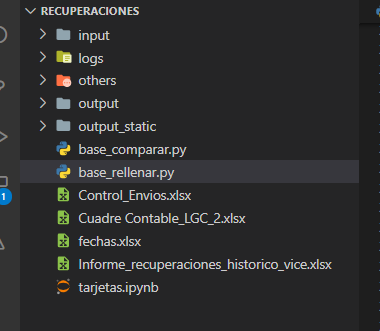 RECUPERACIONES
input
logs
others
output
output_static
base_comparar.py
base_rellenar.py
Control_Envios.xlsx
Cuadre Contable_LGC_2.xlsx
fechas.xlsx
Informe_recuperaciones_historico_vice.xlsx
tarjetas.ipynb
1